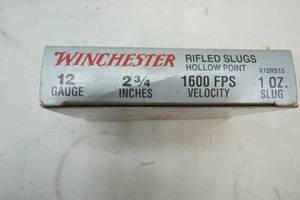 WINCHESTER
RIFLED SLUGS
HOLLOW POINT
X12RS15
12 2 3/4 1600 FPS 1 OZ.
GAUGE INCHES VELOCITY SLUG